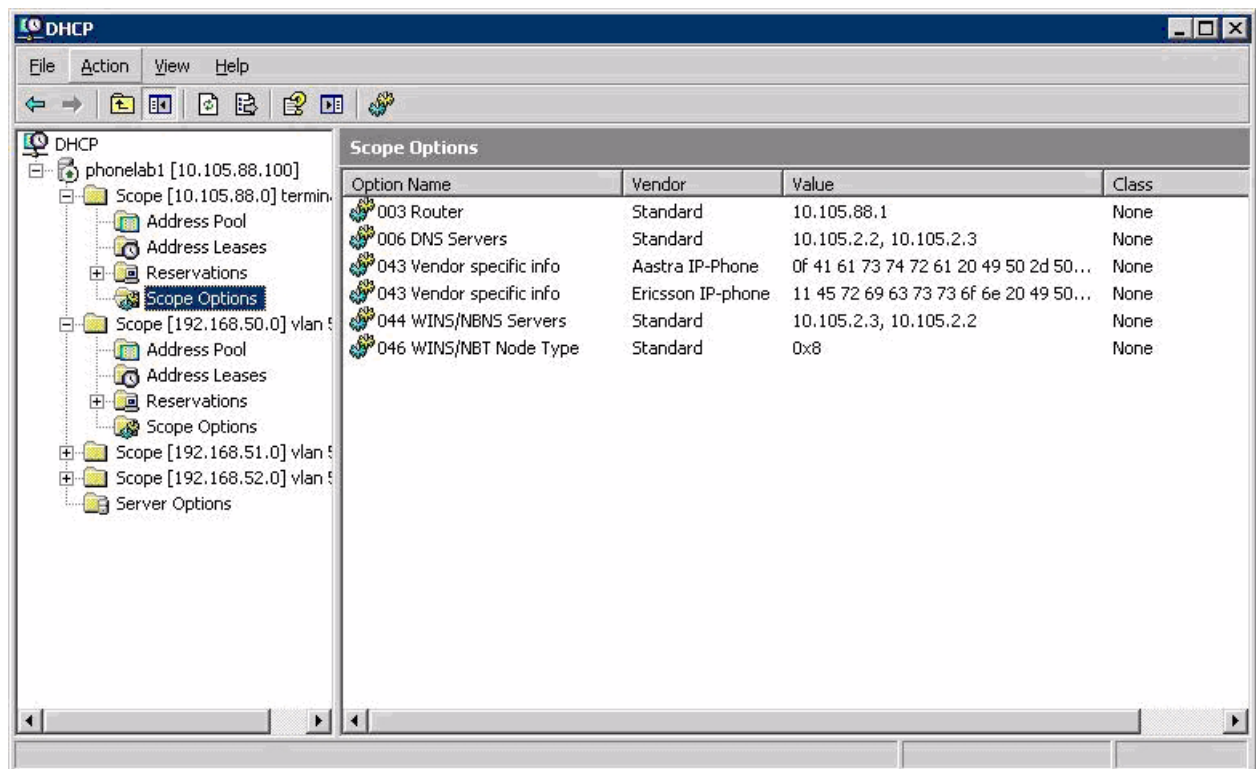 DHCP
File Action View Help
DHCP
phonelab1 [10.105.88.100]
Scope [10.105.88.0] termin
Address Pool
Address Leases
Reservations
Scope Options
Scope [192.168.50.0] vlan 5
Address Pool
Address Leases
Reservations
Scope Options
Scope [192.168.51.0] vlan 5
Scope [192.168.52.0] vlan 5
Server Options
Scope Options
Option Name Vendor Value Class
003 Router Standard 10.105.88.1 None
006 DNS Servers Standard 10.105.2.2, 10.105.2.3 None
043 Vendor specific info Aastra IP-Phone 0f 41 61 73 74 72 61 20 49 50 2d 50... None
043 Vendor specific info Ericsson IP-phone 11 45 72 69 63 73 73 6f 6e 20 49 50... None
044 WINS/NBNS Servers Standard 10.105.2.3, 10.105.2.2 None
046 WINS/NBT Node Type Standard 0x8 None